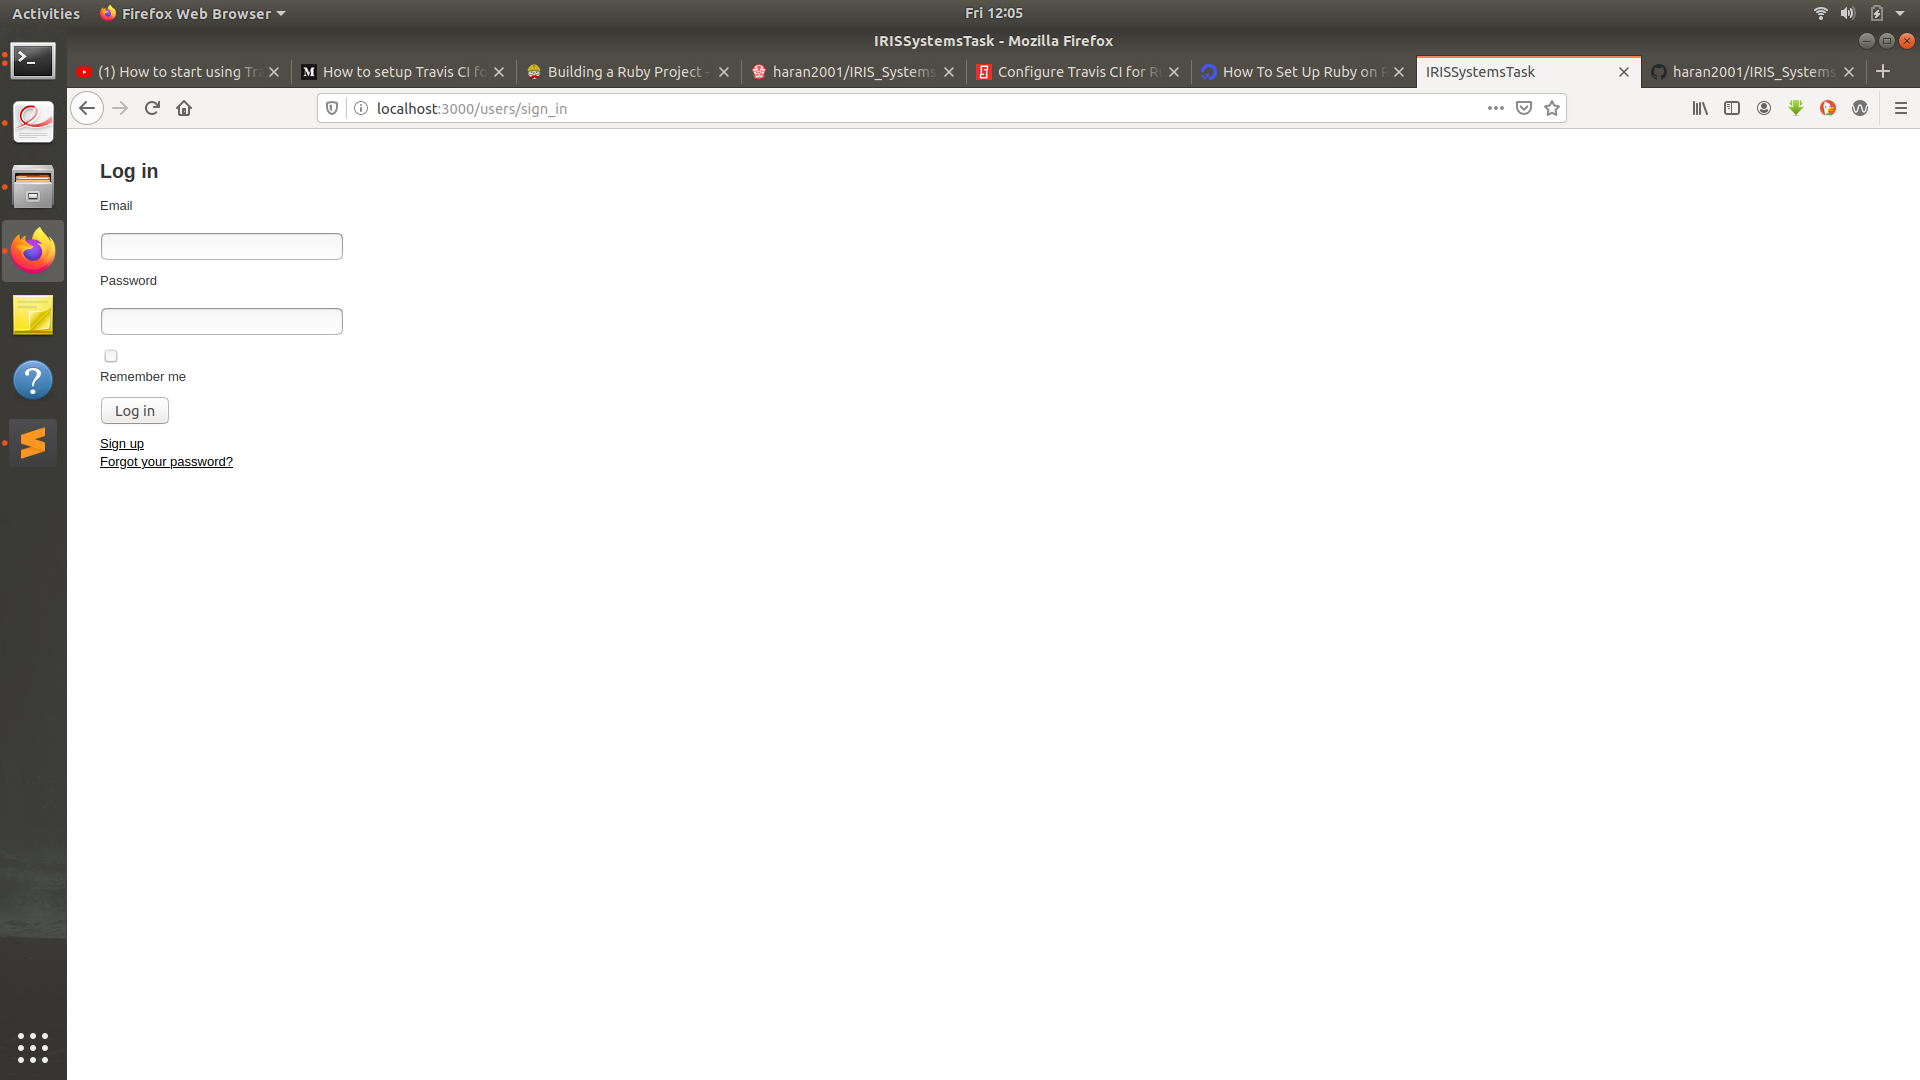 Activities
Firefox Web Browser
Fri 12:05
IRISSystemsTask - Mozilla Firefox
(1) How to start using Tra
How to setup Travis CI fo
Building a Ruby Project -
haran2001/IRIS_Systems
Configure Travis CI for Ru
How To Set Up Ruby on R
IRISSystemsTask
haran2001/IRIS_Systems
localhost:3000/users/sign_in
Log in
Email
Password
Remember me
Log in
Sign up
Forgot your password?